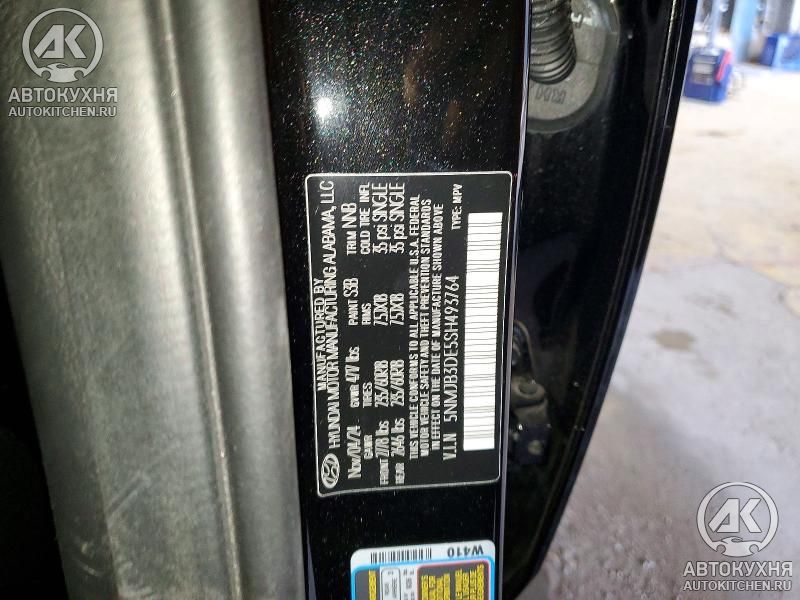 АК
АВТОКУХНЯ
AUTOKITCHEN.RU
MANUFACTURED BY
HYUNDAI MOTOR MANUFACTURING ALABAMA, LLC
Nov/04/24 PAINT S3B TRIM NNB
GVWR 4717 lbs
GAWR TIRES RIMS COLD TIRE INFL
FRONT 2778 lbs 235/60R18 7.5JX18 35 psi SINGLE
REAR 2646 lbs 235/60R18 7.5JX18 35 psi SINGLE
THIS VEHICLE CONFORMS TO ALL APPLICABLE U.S.A. FEDERAL
MOTOR VEHICLE SAFETY AND THEFT PREVENTION STANDARDS
IN EFFECT ON THE DATE OF MANUFACTURE SHOWN ABOVE
V.I.N 5NMJB3DE5SH493764 TYPE: MPV
W410
АК
АВТОКУХНЯ
AUTOKITCHEN.RU